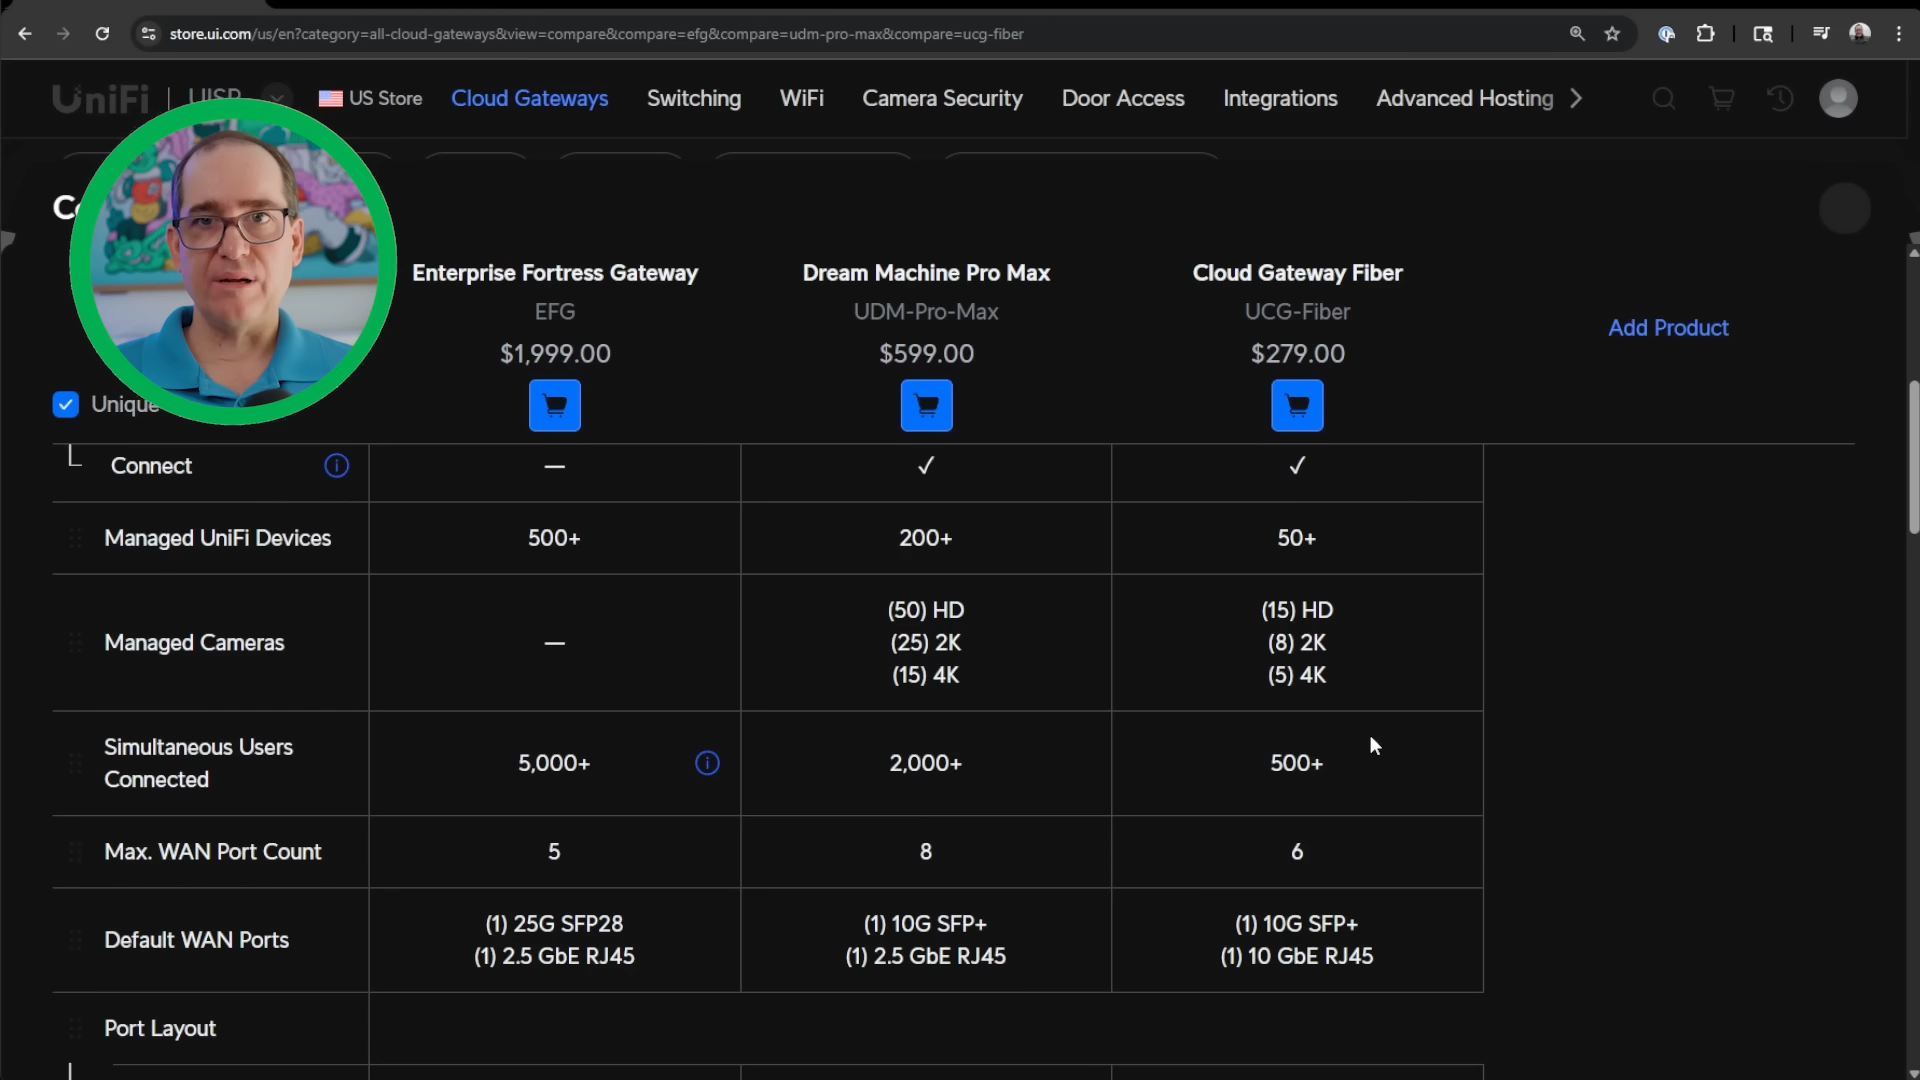 store.ui.com/us/en?category=all-cloud-gateways&view=compare&compare=efg&compare=udm-pro-max&compare=ucg-fiber
UniFi | UISP US Store Cloud Gateways Switching WiFi Camera Security Door Access Integrations Advanced Hosting
Enterprise Fortress Gateway Dream Machine Pro Max Cloud Gateway Fiber
EFG UDM-Pro-Max UCG-Fiber
Add Product
$1,999.00 $599.00 $279.00
Unique
Connect — ✓ ✓
Managed UniFi Devices 500+ 200+ 50+
(50) HD (15) HD
Managed Cameras — (25) 2K (8) 2K
(15) 4K (5) 4K
Simultaneous Users
Connected
5,000+ 2,000+ 500+
Max. WAN Port Count 5 8 6
Default WAN Ports
(1) 25G SFP28 (1) 10G SFP+ (1) 10G SFP+
(1) 2.5 GbE RJ45 (1) 2.5 GbE RJ45 (1) 10 GbE RJ45
Port Layout